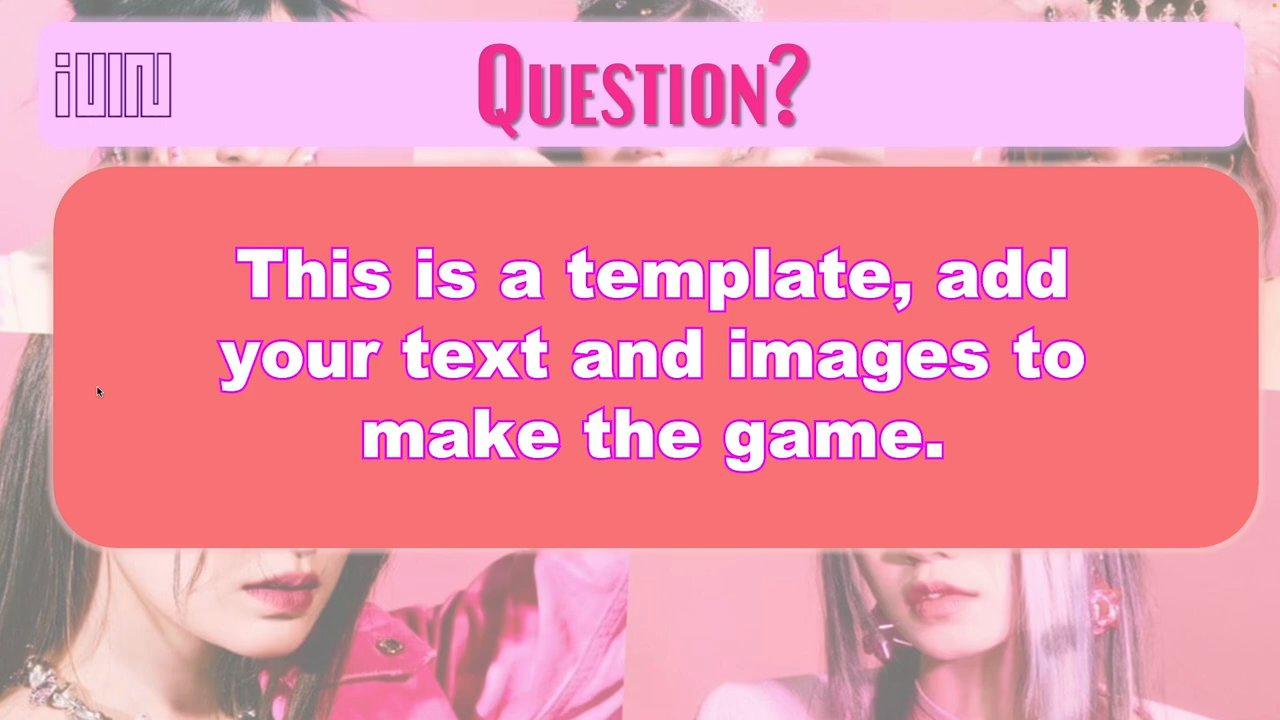 Question?
This is a template, add
your text and images to
make the game.